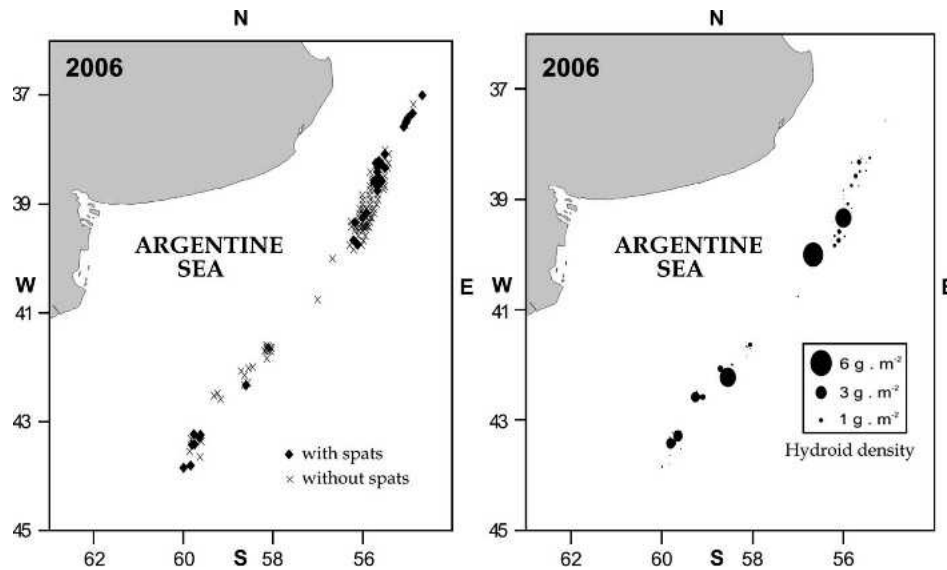 N
2006
37
39
41
43
45
62
60
58
56
W
E
S
ARGENTINE
SEA
with spats
without spats
N
2006
37
39
41
43
45
62
60
58
56
W
E
S
ARGENTINE
SEA
6 g . m⁻²
3 g . m⁻²
1 g . m⁻²
Hydroid density